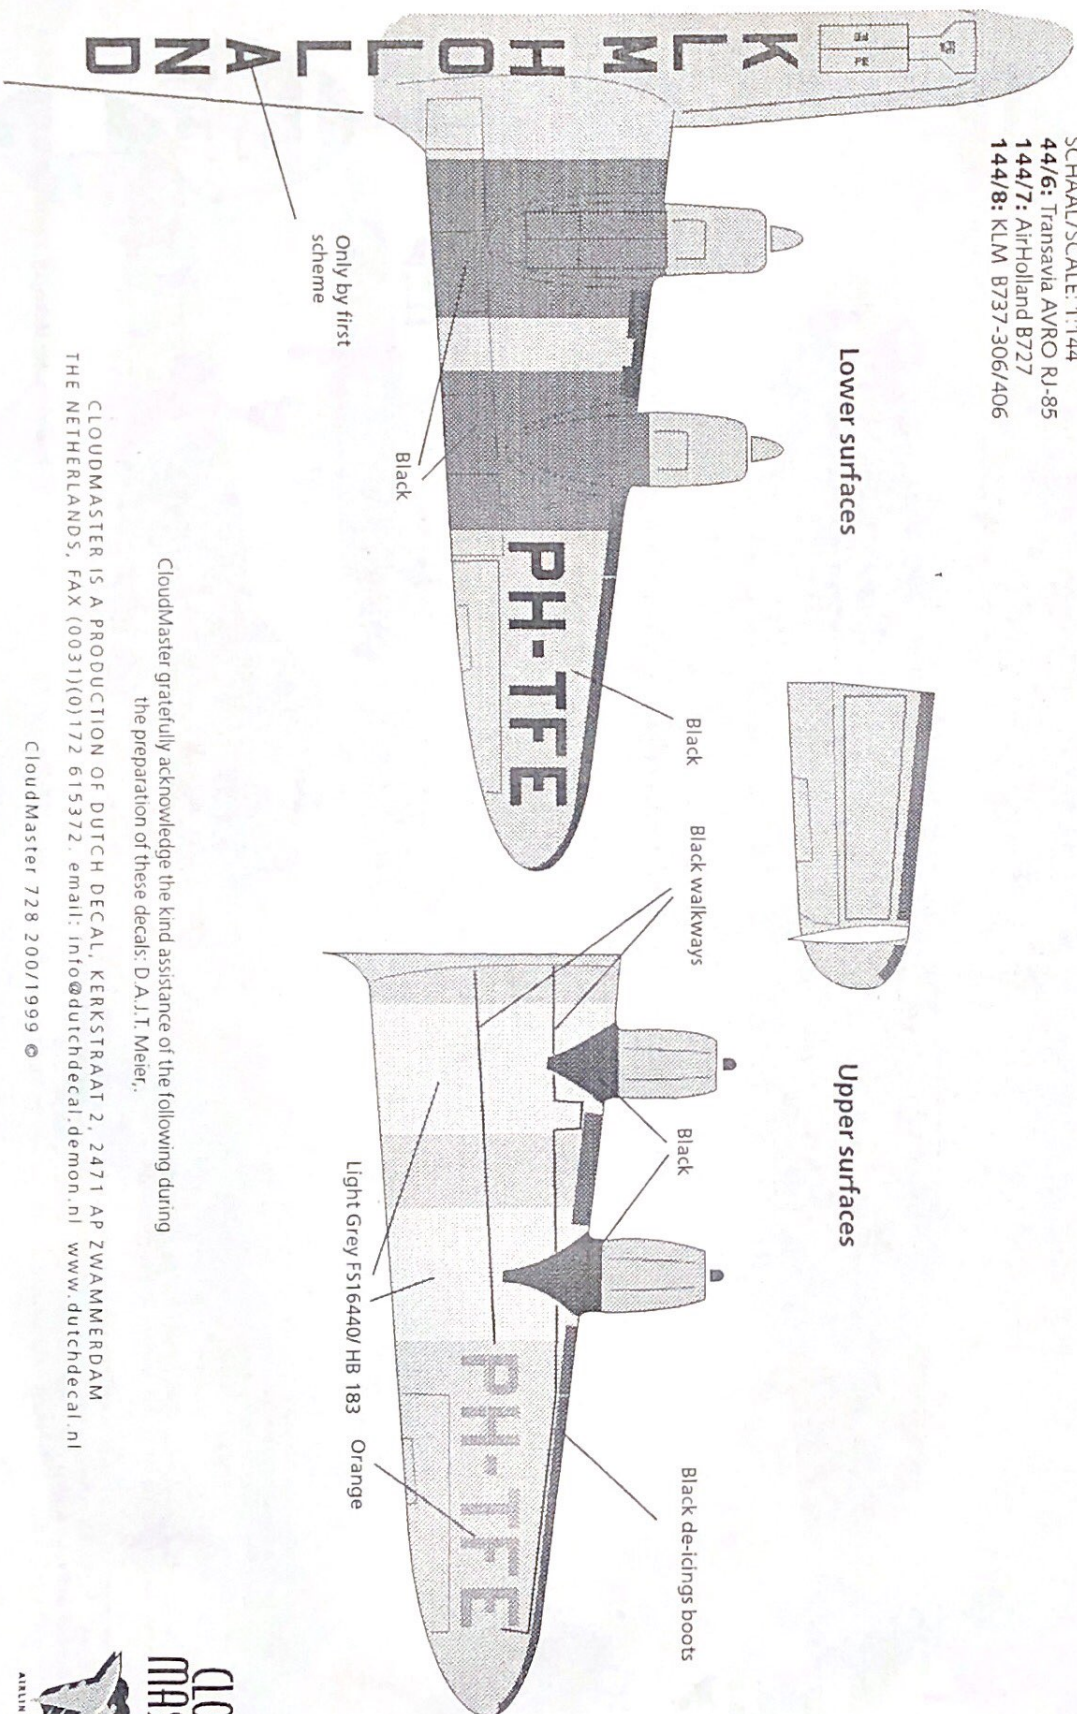 SCHAAL/SCALE: 1:144
44/6: Transavia AVRO RJ-85
144/7: AirHolland B727
144/8: KLM B737-306/406
Lower surfaces
Upper surfaces
KLM HOLLAND
PH-TFE
Only by first
scheme
Black
Black
Black walkways
Black
Light Grey FS16440/ HB 183
Orange
PH-TFE
Black de-icings boots
CloudMaster gratefully acknowledge the kind assistance of the following during
the preparation of these decals: D.A.J.T. Meier,.
CLOUDMASTER IS A PRODUCTION OF DUTCH DECAL, KERKSTRAAT 2, 2471 AP ZWAMMERDAM
THE NETHERLANDS, FAX (0031)(0)172 615372. email: info@dutchdecal.demon.nl www.dutchdecal.nl
CloudMaster 728 200/1999 ©
CLO
MAS
AIRLIN